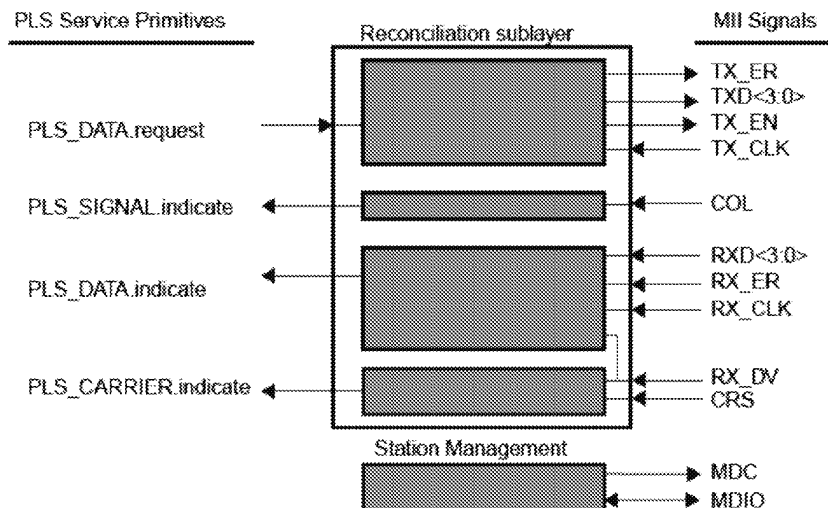 PLS Service Primitives
MII Signals
Reconciliation sublayer
TX_ER
TXD<3:0>
PLS_DATA.request
TX_EN
TX_CLK
PLS_SIGNAL.indicate
COL
RXD<3:0>
PLS_DATA.indicate
RX_ER
RX_CLK
PLS_CARRIER.indicate
RX_DV
CRS
Station Management
MDC
MDIO